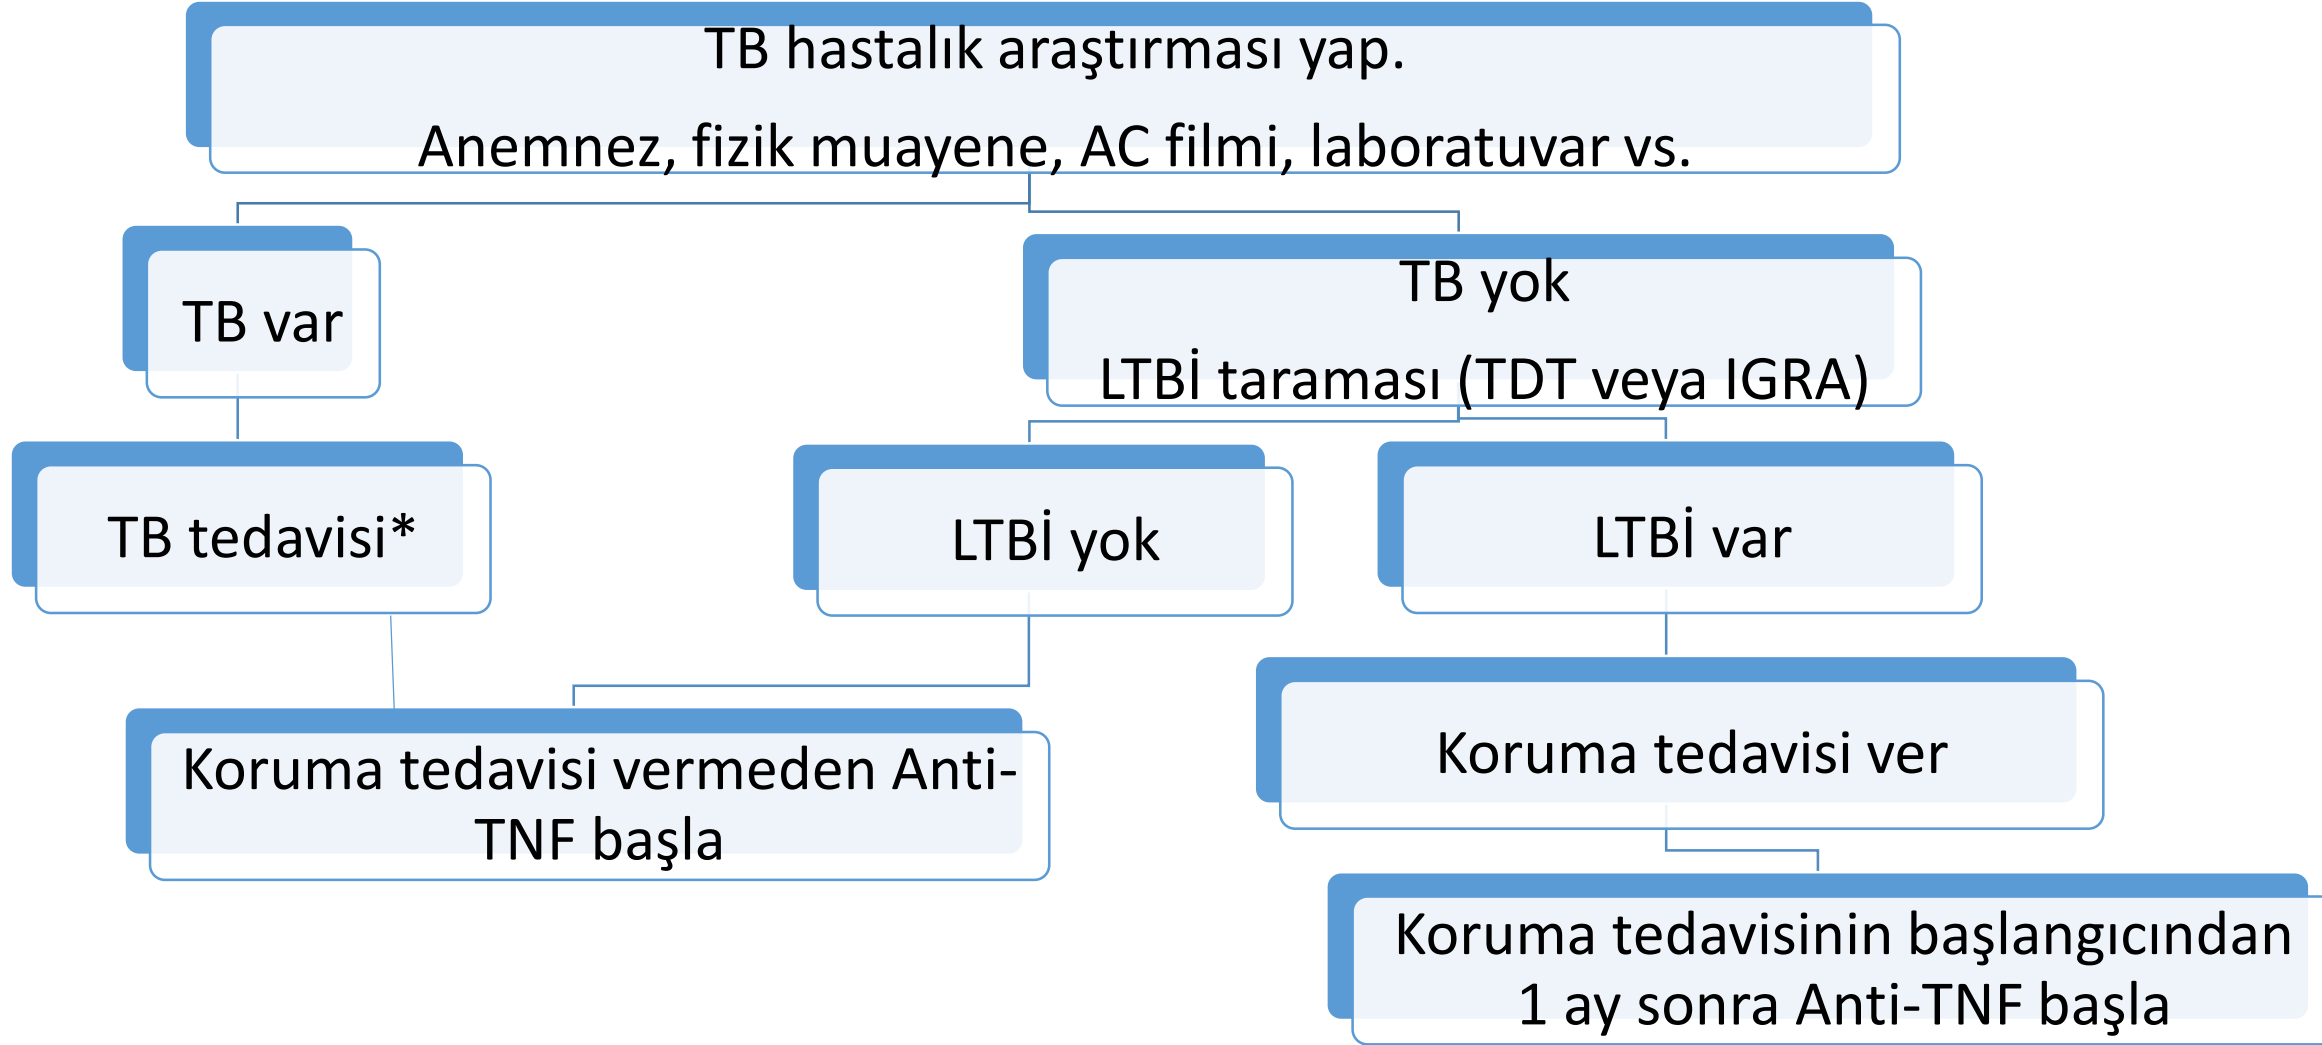 TB hastalık araştırması yap.
Anemnez, fizik muayene, AC filmi, laboratuvar vs.
TB var
TB yok
LTBİ taraması (TDT veya IGRA)
TB tedavisi*
LTBİ yok
LTBİ var
Koruma tedavisi vermeden Anti-
TNF başla
Koruma tedavisi ver
Koruma tedavisinin başlangıcından
1 ay sonra Anti-TNF başla